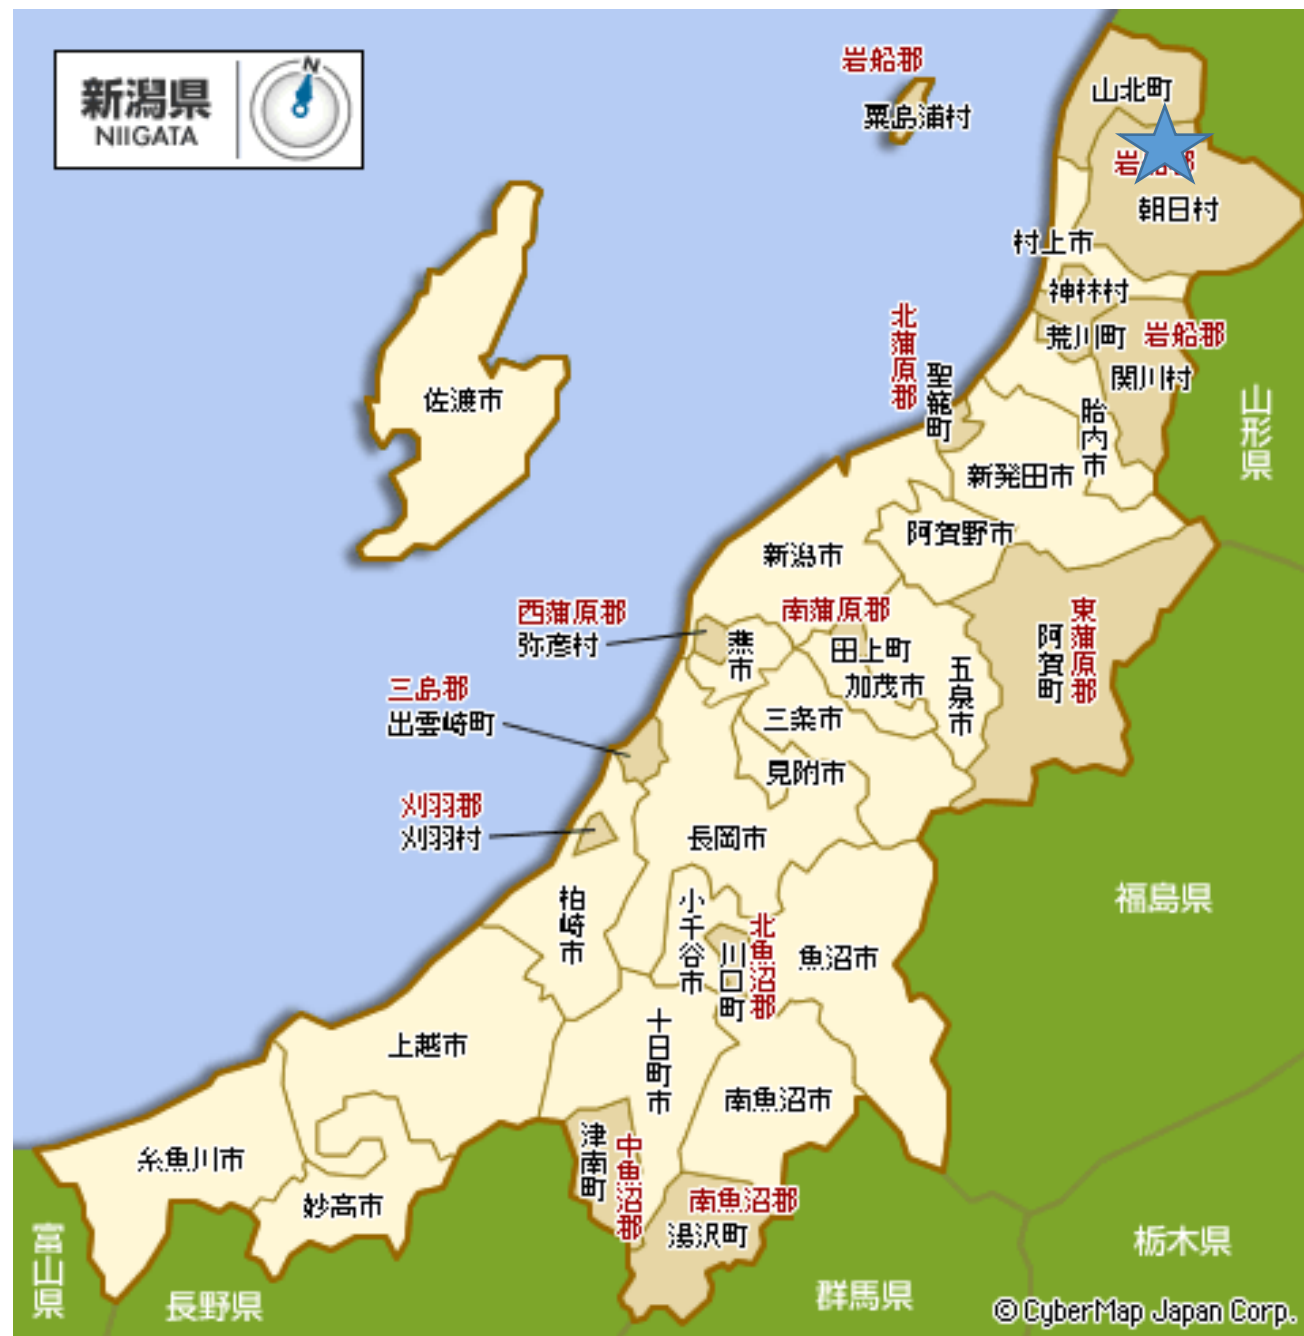 新潟県
NIIGATA
N
岩船郡
粟島浦村
山北町
岩船郡
朝日村
村上市
神林村
荒川町
岩船郡
関川村
北蒲原郡
聖籠町
胎内市
新発田市
山形県
佐渡市
阿賀野市
新潟市
西蒲原郡
弥彦村
燕市
南蒲原郡
田上町
加茂市
五泉市
東蒲原郡
阿賀町
三島郡
出雲崎町
三条市
見附市
刈羽郡
刈羽村
長岡市
柏崎市
小千谷市
北魚沼郡
川口町
魚沼市
福島県
上越市
十日町市
南魚沼市
糸魚川市
妙高市
津南町
中魚沼郡
南魚沼郡
湯沢町
富山県
長野県
群馬県
栃木県
© CyberMap Japan Corp.